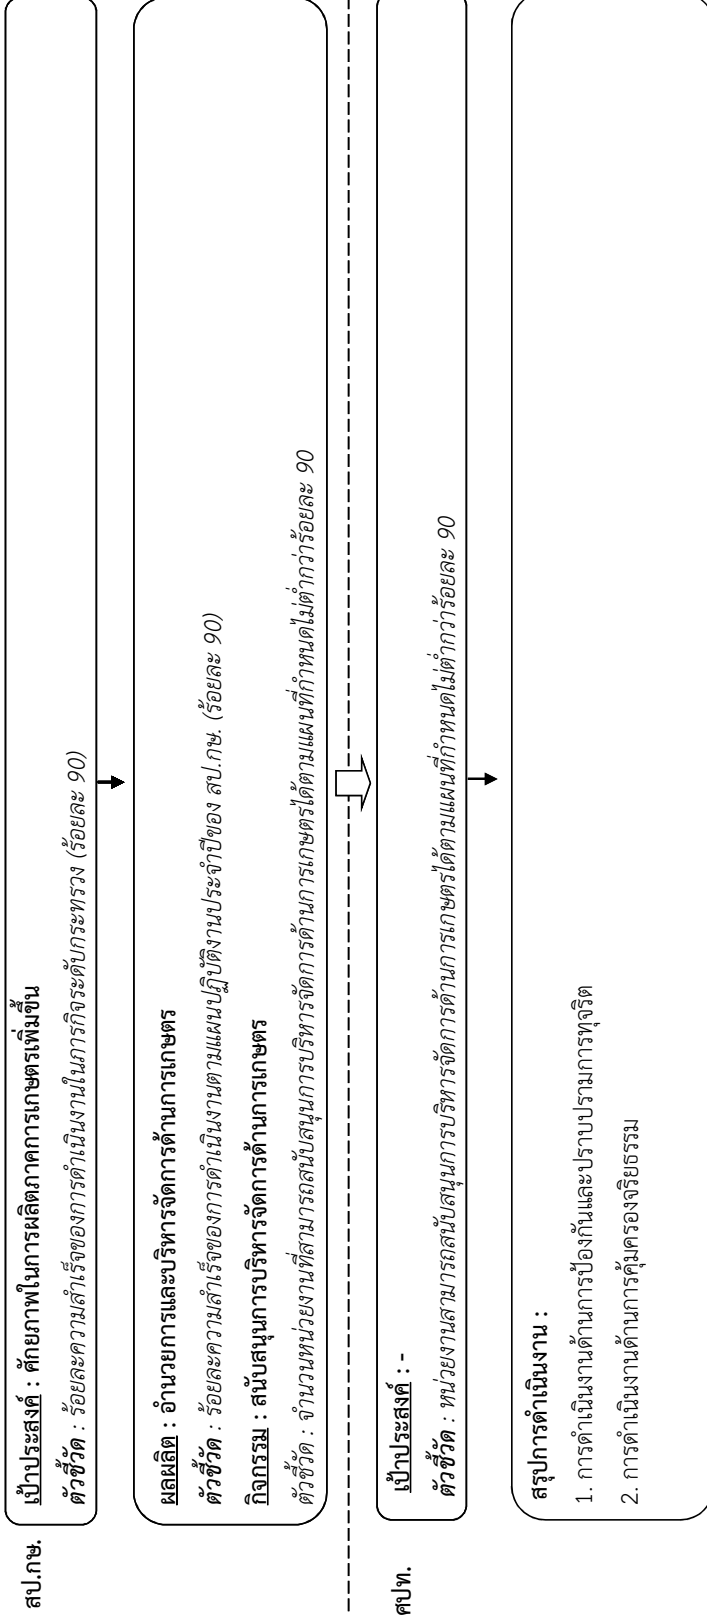 สป.กษ.
เป้าประสงค์ : ศักยภาพในการผลิตภาคการเกษตรเพิ่มขึ้น
ตัวชี้วัด : ร้อยละความสำเร็จของการดำเนินงานในภารกิจระดับกระทรวง (ร้อยละ 90)
ผลผลิต : อำนวยการและบริหารจัดการด้านการเกษตร
ตัวชี้วัด : ร้อยละความสำเร็จของการดำเนินงานตามแผนปฏิบัติงานประจำปีของ สป.กษ. (ร้อยละ 90)
กิจกรรม : สนับสนุนการบริหารจัดการด้านการเกษตร
ตัวชี้วัด : จำนวนหน่วยงานที่สามารถสนับสนุนการบริหารจัดการด้านการเกษตรได้ตามแผนที่กำหนดไม่ต่ำกว่าร้อยละ 90
ศปท.
เป้าประสงค์ : -
ตัวชี้วัด : หน่วยงานสามารถสนับสนุนการบริหารจัดการด้านการเกษตรได้ตามแผนที่กำหนดไม่ต่ำกว่าร้อยละ 90
สรุปการดำเนินงาน :
1. การดำเนินงานด้านการป้องกันและปราบปรามการทุจริต
2. การดำเนินงานด้านการคุ้มครองจริยธรรม